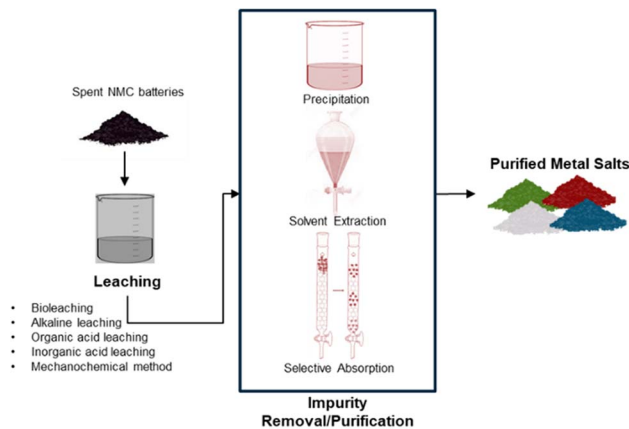 Spent NMC batteries
Leaching
• Bioleaching
• Alkaline leaching
• Organic acid leaching
• Inorganic acid leaching
• Mechanochemical method
Precipitation
Solvent Extraction
Selective Absorption
Impurity
Removal/Purification
Purified Metal Salts